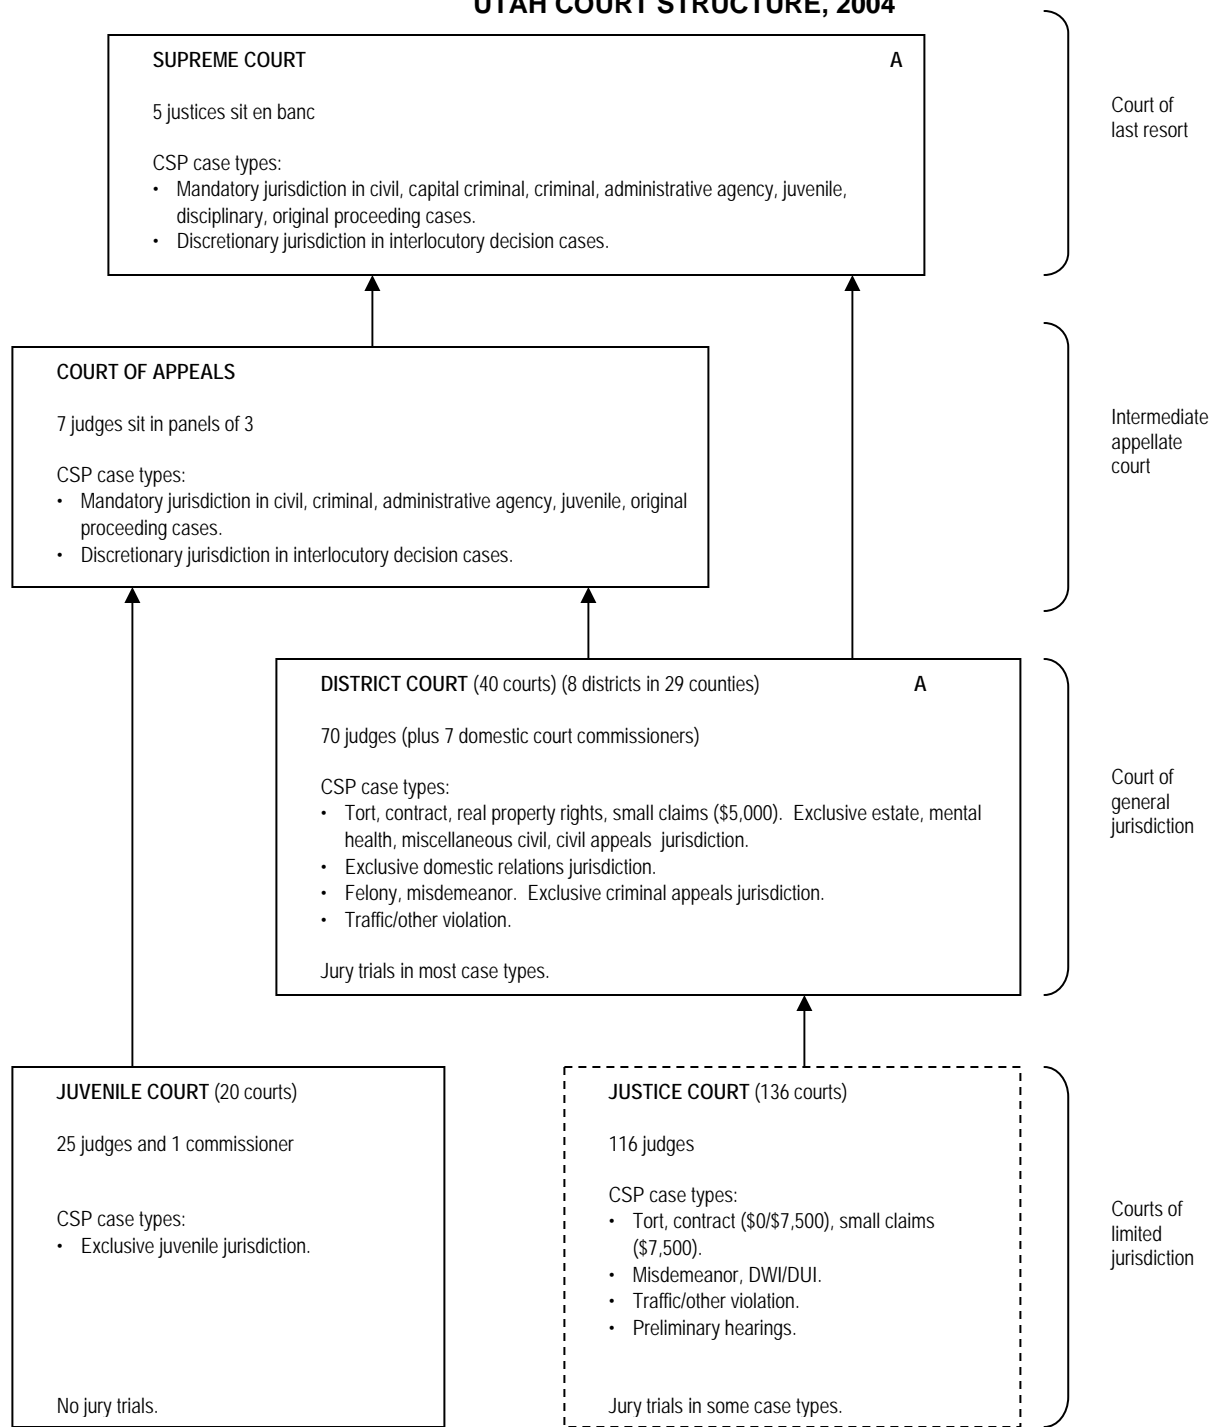 UTAH COURT STRUCTURE, 2004
SUPREME COURT A
5 justices sit en banc
CSP case types:
• Mandatory jurisdiction in civil, capital criminal, criminal, administrative agency, juvenile,
disciplinary, original proceeding cases.
• Discretionary jurisdiction in interlocutory decision cases.
Court of
last resort
COURT OF APPEALS
7 judges sit in panels of 3
CSP case types:
• Mandatory jurisdiction in civil, criminal, administrative agency, juvenile, original
proceeding cases.
• Discretionary jurisdiction in interlocutory decision cases.
Intermediate
appellate
court
DISTRICT COURT (40 courts) (8 districts in 29 counties) A
70 judges (plus 7 domestic court commissioners)
CSP case types:
• Tort, contract, real property rights, small claims ($5,000). Exclusive estate, mental
health, miscellaneous civil, civil appeals jurisdiction.
• Exclusive domestic relations jurisdiction.
• Felony, misdemeanor. Exclusive criminal appeals jurisdiction.
• Traffic/other violation.
Jury trials in most case types.
Court of
general
jurisdiction
JUVENILE COURT (20 courts)
25 judges and 1 commissioner
CSP case types:
• Exclusive juvenile jurisdiction.
No jury trials.
JUSTICE COURT (136 courts)
116 judges
CSP case types:
• Tort, contract ($0/$7,500), small claims
($7,500).
• Misdemeanor, DWI/DUI.
• Traffic/other violation.
• Preliminary hearings.
Jury trials in some case types.
Courts of
limited
jurisdiction